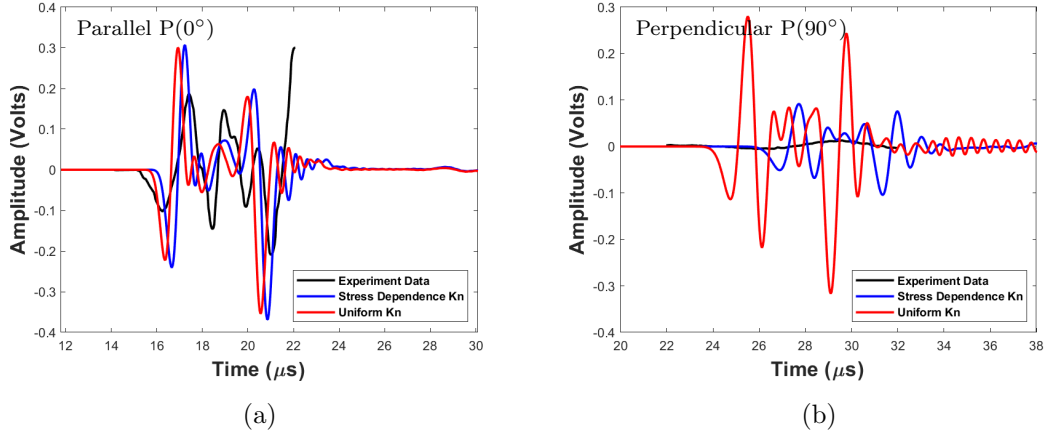 Parallel P(0°)
Amplitude (Volts)
0.4
0.3
0.2
0.1
0
-0.1
-0.2
-0.3
-0.4
Experiment Data
Stress Dependence Kn
Uniform Kn
12 14 16 18 20 22 24 26 28 30
Time (μs)
(a)
Perpendicular P(90°)
Amplitude (Volts)
0.3
0.2
0.1
0
-0.1
-0.2
-0.3
-0.4
Experiment Data
Stress Dependence Kn
Uniform Kn
20 22 24 26 28 30 32 34 36 38
Time (μs)
(b)